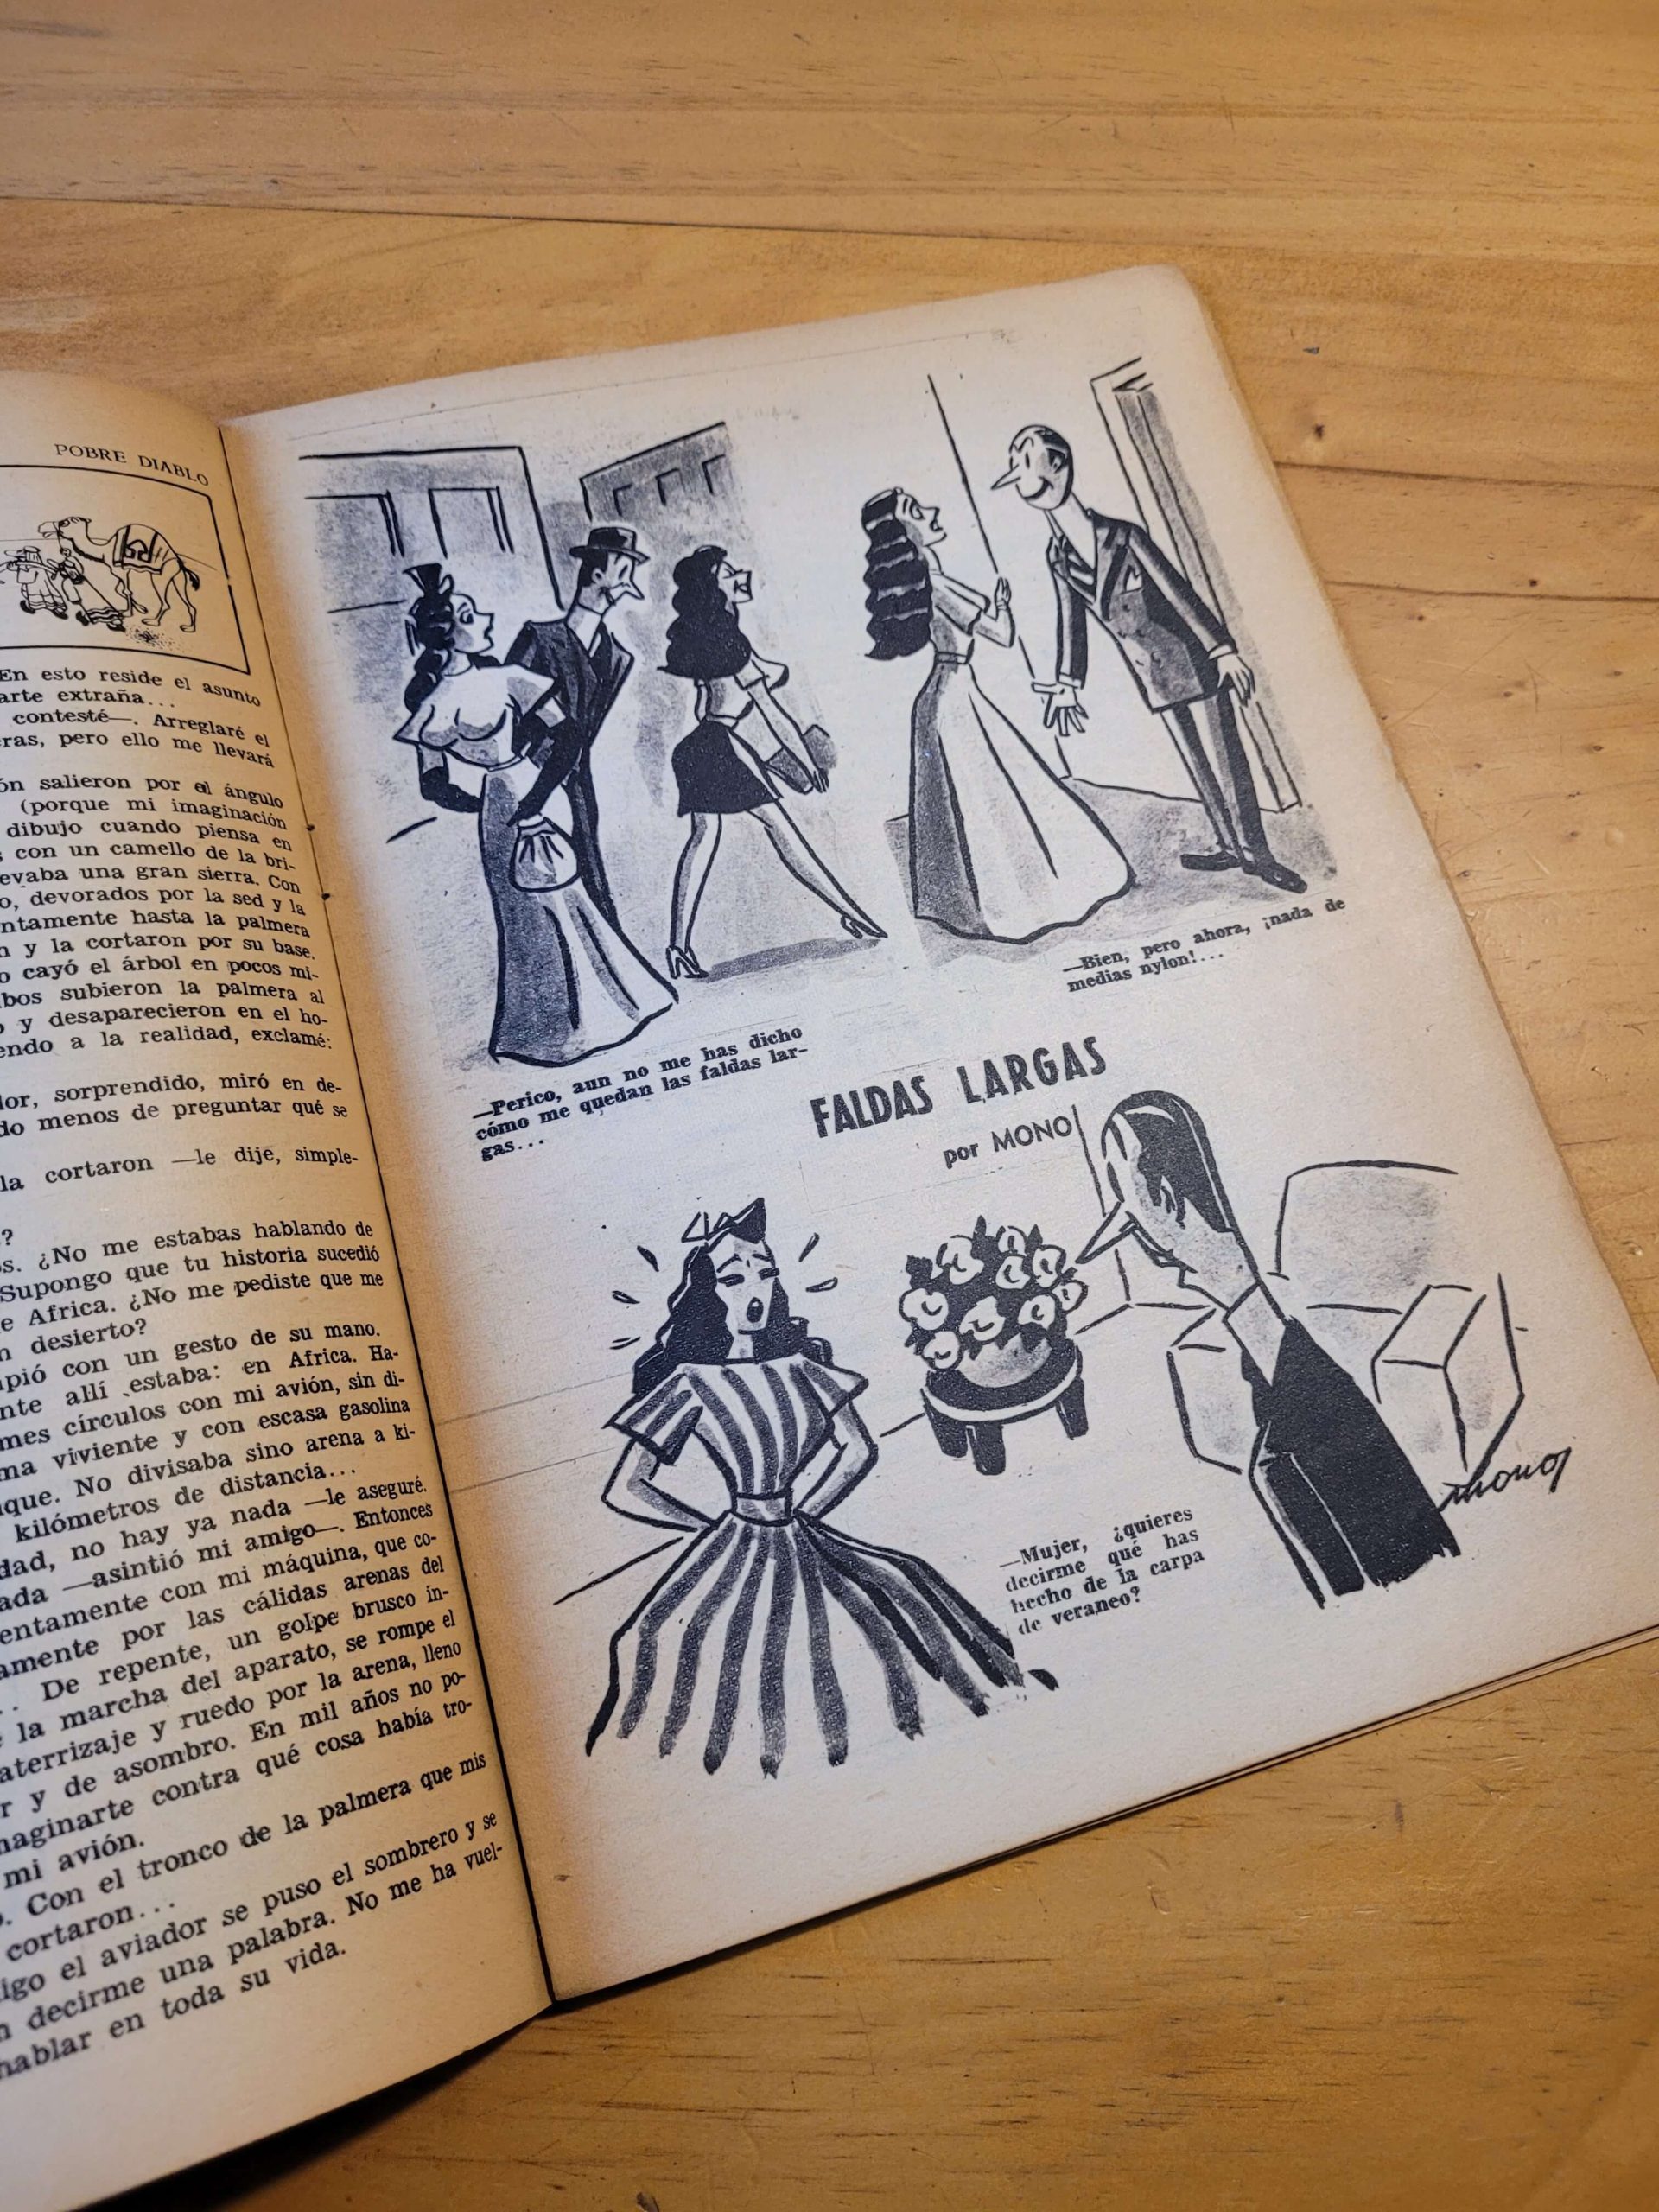 POBRE DIABLO
En esto reside el asunto
arte extraña...
contesté—. Arreglaré el
eras, pero ello me llevará
ón salieron por el ángulo
(porque mi imaginación
dibujo cuando piensa en
s con un camello de la bri-
evaba una gran sierra. Con
o, devorados por la sed y la
ntamente hasta la palmera
n y la cortaron por su base.
o cayó el árbol en pocos mi-
bos subieron la palmera al
o y desaparecieron en el ho-
endo a la realidad, exclamé:
dor, sorprendido, miró en de-
do menos de preguntar qué se
la cortaron —le dije, simple-
?
os. ¿No me estabas hablando de
Supongo que tu historia sucedió
e Africa. ¿No me pediste que me
n desierto?
pió con un gesto de su mano.
nte allí estaba: en Africa. Ha-
mes círculos con mi avión, sin di-
ma viviente y con escasa gasolina
que. No divisaba sino arena a ki-
kilómetros de distancia...
dad, no hay ya nada —le aseguré.
ada —asintió mi amigo—. Entonces
entamente con mi máquina, que co-
amente por las cálidas arenas del
.. De repente, un golpe brusco in-
e la marcha del aparato, se rompe el
aterrizaje y ruedo por la arena, lleno
r y de asombro. En mil años no po-
maginarte contra qué cosa había tro-
mi avión.
o. Con el tronco de la palmera que mis
cortaron...
igo el aviador se puso el sombrero y se
n decirme una palabra. No me ha vuel-
hablar en toda su vida.
—Perico, aun no me has dicho
cómo me quedan las faldas lar-
gas...
—Bien, pero ahora, ¡nada de
medias nylon!...
FALDAS LARGAS
por MONO
—Mujer, ¿quieres
decirme qué has
hecho de la carpa
de veraneo?
mono